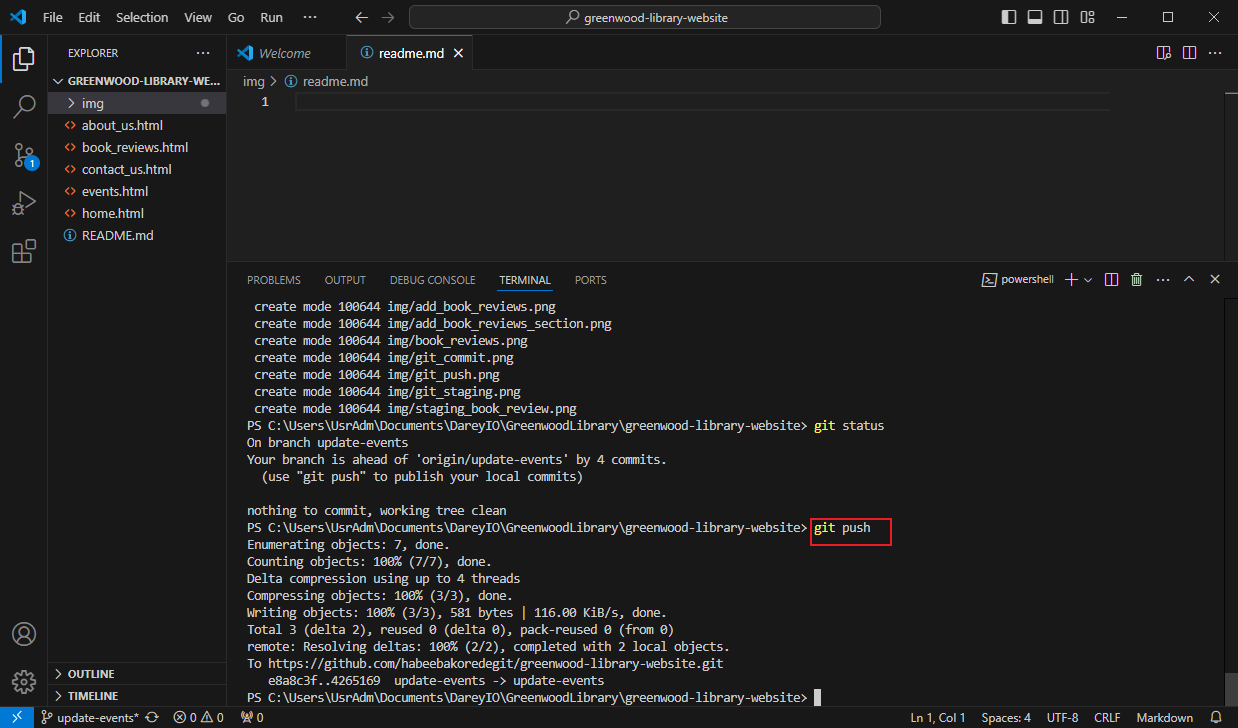 File Edit Selection View Go Run ··· greenwood-library-website
EXPLORER ···
GREENWOOD-LIBRARY-WE...
img
about_us.html
book_reviews.html
contact_us.html
events.html
home.html
README.md
OUTLINE
TIMELINE
1
Welcome readme.md
img > readme.md
1
PROBLEMS OUTPUT DEBUG CONSOLE TERMINAL PORTS powershell
create mode 100644 img/add_book_reviews.png
create mode 100644 img/add_book_reviews_section.png
create mode 100644 img/book_reviews.png
create mode 100644 img/git_commit.png
create mode 100644 img/git_push.png
create mode 100644 img/git_staging.png
create mode 100644 img/staging_book_review.png
PS C:\Users\UsrAdm\Documents\DareyIO\GreenwoodLibrary\greenwood-library-website> git status
On branch update-events
Your branch is ahead of 'origin/update-events' by 4 commits.
(use "git push" to publish your local commits)
nothing to commit, working tree clean
PS C:\Users\UsrAdm\Documents\DareyIO\GreenwoodLibrary\greenwood-library-website> git push
Enumerating objects: 7, done.
Counting objects: 100% (7/7), done.
Delta compression using up to 4 threads
Compressing objects: 100% (3/3), done.
Writing objects: 100% (3/3), 581 bytes | 116.00 KiB/s, done.
Total 3 (delta 2), reused 0 (delta 0), pack-reused 0 (from 0)
remote: Resolving deltas: 100% (2/2), completed with 2 local objects.
To https://github.com/habeebakoredegit/greenwood-library-website.git
e8a8c3f..4265169 update-events -> update-events
PS C:\Users\UsrAdm\Documents\DareyIO\GreenwoodLibrary\greenwood-library-website>
update-events* 0 0 0 Ln 1, Col 1 Spaces: 4 UTF-8 CRLF Markdown